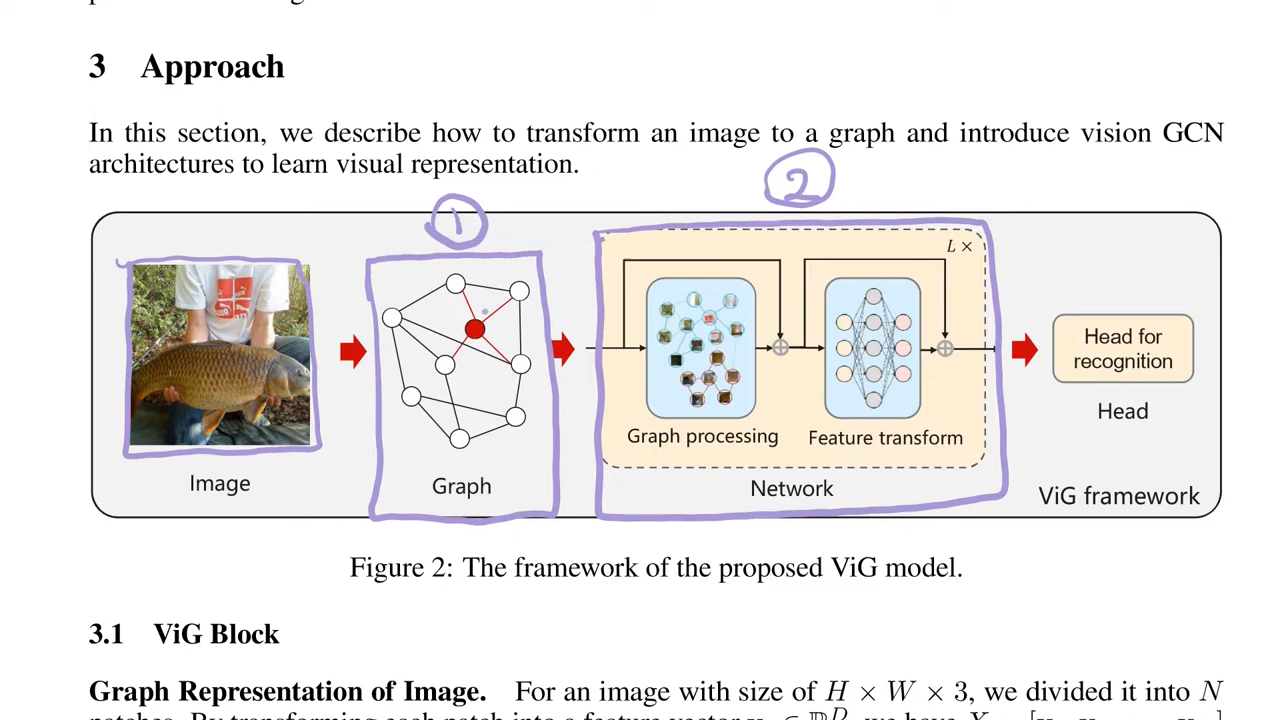 3 Approach
In this section, we describe how to transform an image to a graph and introduce vision GCN
architectures to learn visual representation.
1
2
L ×
Head for
recognition
Graph processing
Feature transform
Head
Image
Graph
Network
ViG framework
Figure 2: The framework of the proposed ViG model.
3.1 ViG Block
Graph Representation of Image. For an image with size of H × W × 3, we divided it into N